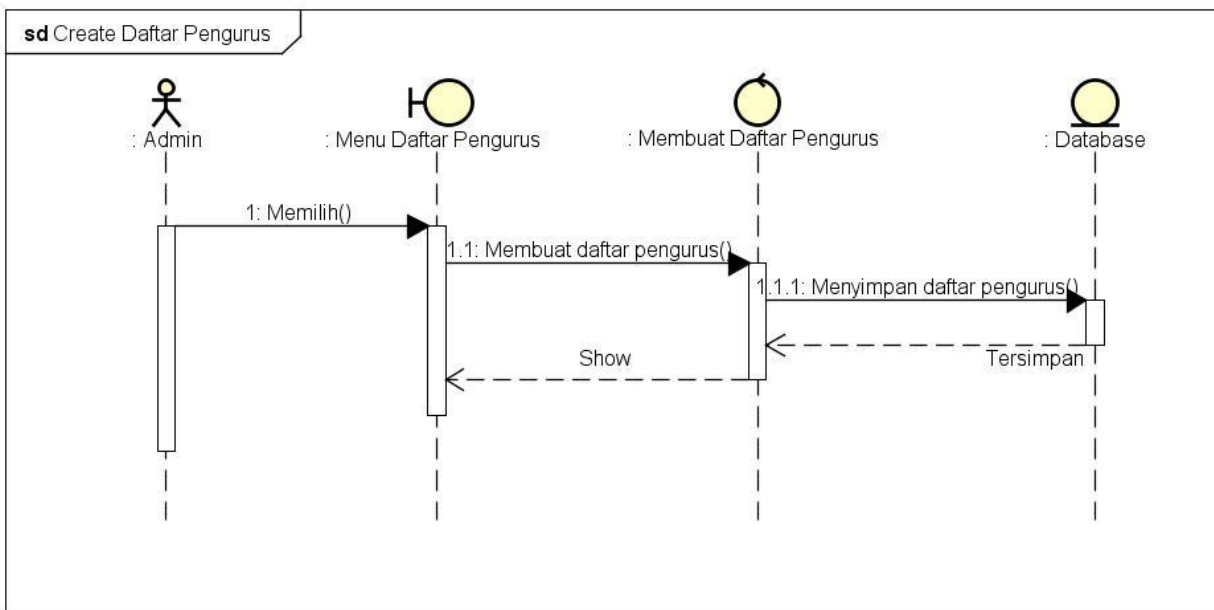 sd Create Daftar Pengurus
: Admin
: Menu Daftar Pengurus
: Membuat Daftar Pengurus
: Database
1: Memilih()
1.1: Membuat daftar pengurus()
1.1.1: Menyimpan daftar pengurus()
Tersimpan
Show